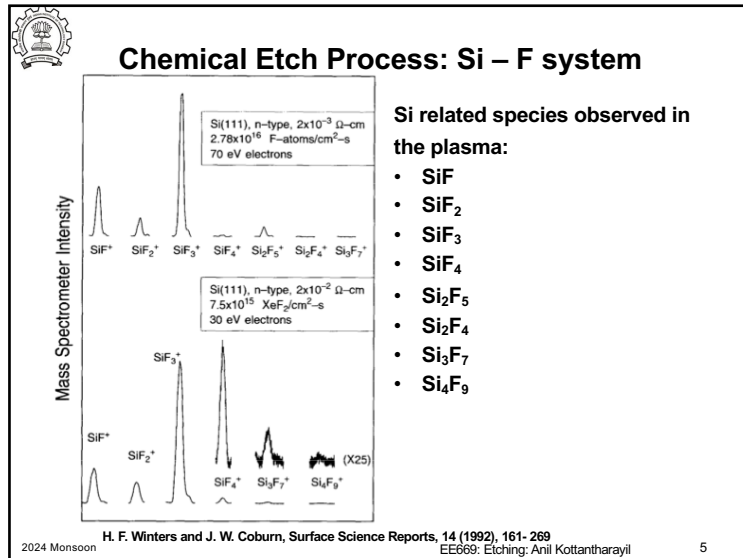 Chemical Etch Process: Si – F system
Si(111), n–type, 2x10⁻³ Ω–cm
2.78x10¹⁶ F–atoms/cm²–s
70 eV electrons
SiF⁺ SiF₂⁺ SiF₃⁺ SiF₄⁺ Si₂F₅⁺ Si₂F₄⁺ Si₃F₇⁺
Si(111), n–type, 2x10⁻² Ω–cm
7.5x10¹⁵ XeF₂/cm²–s
30 eV electrons
Mass Spectrometer Intensity
SiF₃⁺
SiF⁺
SiF₂⁺
(X25)
SiF₄⁺ Si₃F₇⁺ Si₄F₉⁺
Si related species observed in
the plasma:
• SiF
• SiF₂
• SiF₃
• SiF₄
• Si₂F₅
• Si₂F₄
• Si₃F₇
• Si₄F₉
H. F. Winters and J. W. Coburn, Surface Science Reports, 14 (1992), 161- 269
2024 Monsoon
EE669: Etching: Anil Kottantharayil
5